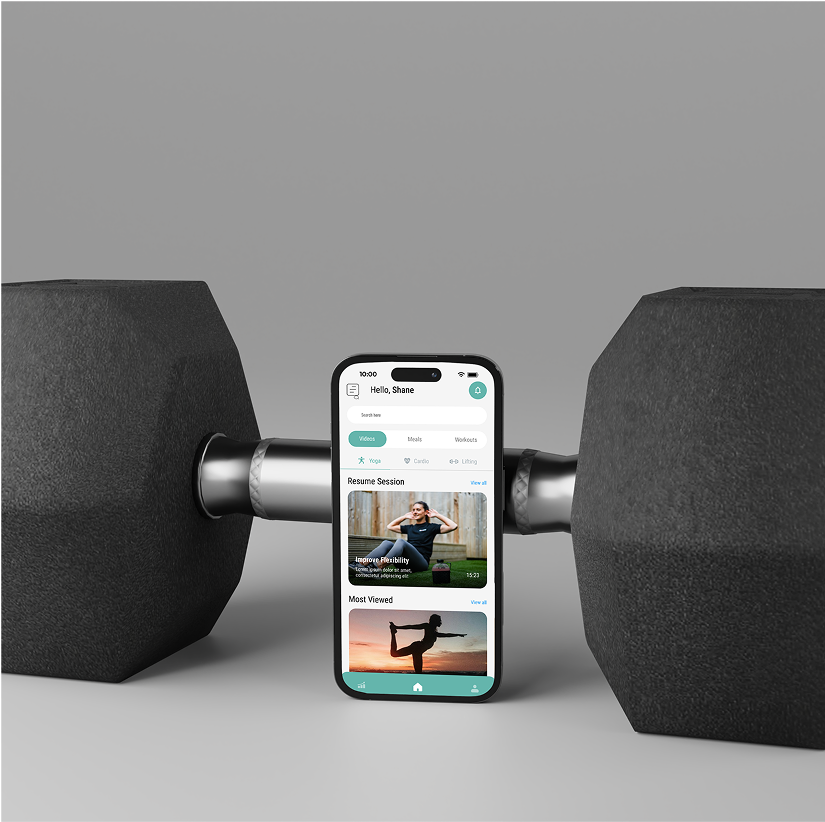 10:00
Hello, Shane
Search here
Videos
Meals
Workouts
Yoga
Cardio
Lifting
Resume Session
View all
Improve Flexibility
Lorem ipsum dolor sit amet,
consectetur adipiscing elit
15:23
Most Viewed
View all